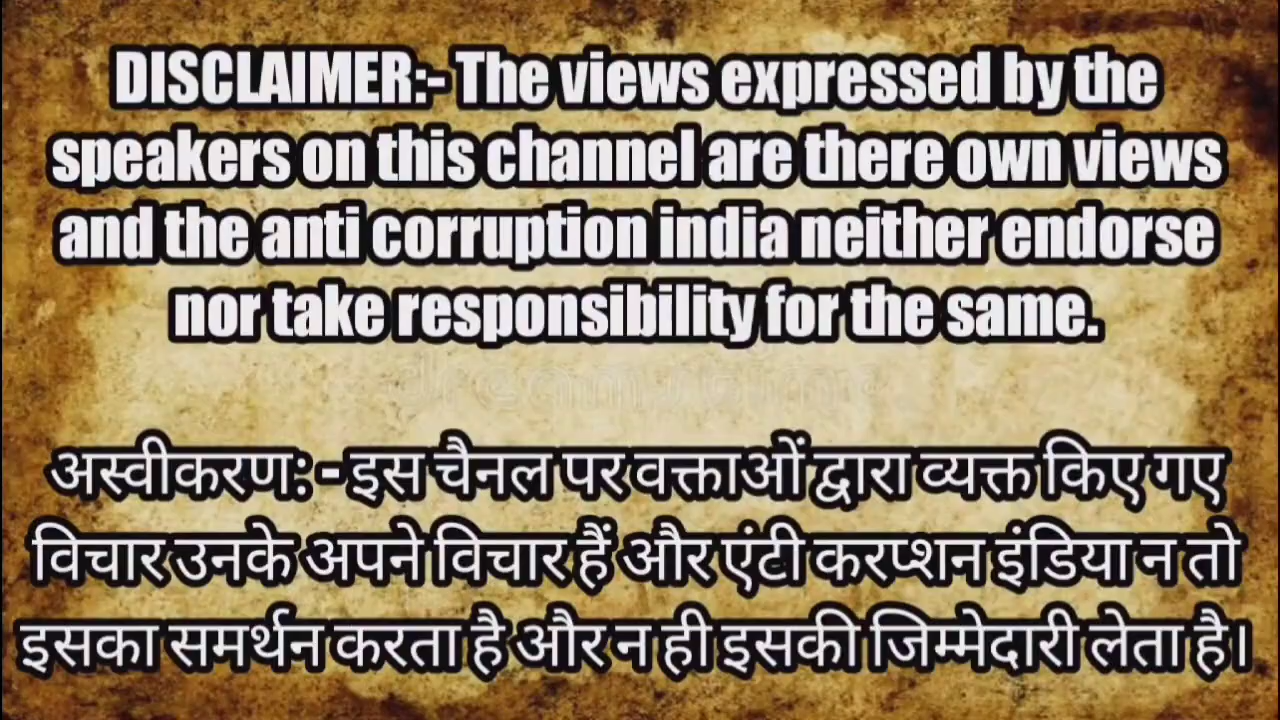 DISCLAIMER:- The views expressed by the
speakers on this channel are there own views
and the anti corruption india neither endorse
nor take responsibility for the same.
dreamstime
अस्वीकरण: - इस चैनल पर वक्ताओं द्वारा व्यक्त किए गए
विचार उनके अपने विचार हैं और एंटी करप्शन इंडिया न तो
इसका समर्थन करता है और न ही इसकी जिम्मेदारी लेता है।